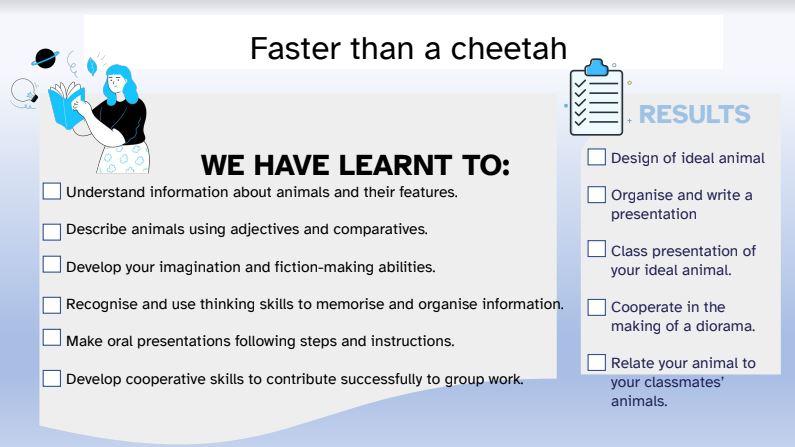 Faster than a cheetah
WE HAVE LEARNT TO:
Understand information about animals and their features.
Describe animals using adjectives and comparatives.
Develop your imagination and fiction-making abilities.
Recognise and use thinking skills to memorise and organise information.
Make oral presentations following steps and instructions.
Develop cooperative skills to contribute successfully to group work.
RESULTS
Design of ideal animal
Organise and write a
presentation
Class presentation of
your ideal animal.
Cooperate in the
making of a diorama.
Relate your animal to
your classmates’
animals.